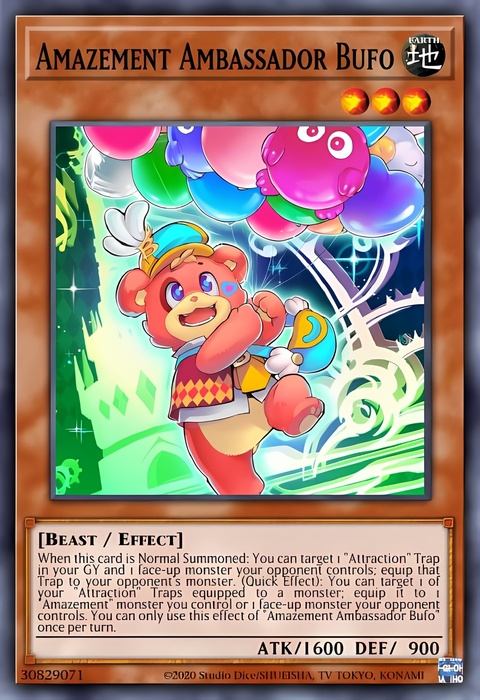 AMAZEMENT AMBASSADOR BUFO
EARTH
地
[BEAST / EFFECT]
When this card is Normal Summoned: You can target 1 "Attraction" Trap
in your GY and 1 face-up monster your opponent controls; equip that
Trap to your opponent's monster. (Quick Effect): You can target 1 of
your "Attraction" Traps equipped to a monster; equip it to 1
"Amazement" monster you control or 1 face-up monster your opponent
controls. You can only use this effect of "Amazement Ambassador Bufo"
once per turn.
ATK/1600 DEF/ 900
30829071
©2020 Studio Dice/SHUEISHA, TV TOKYO, KONAMI